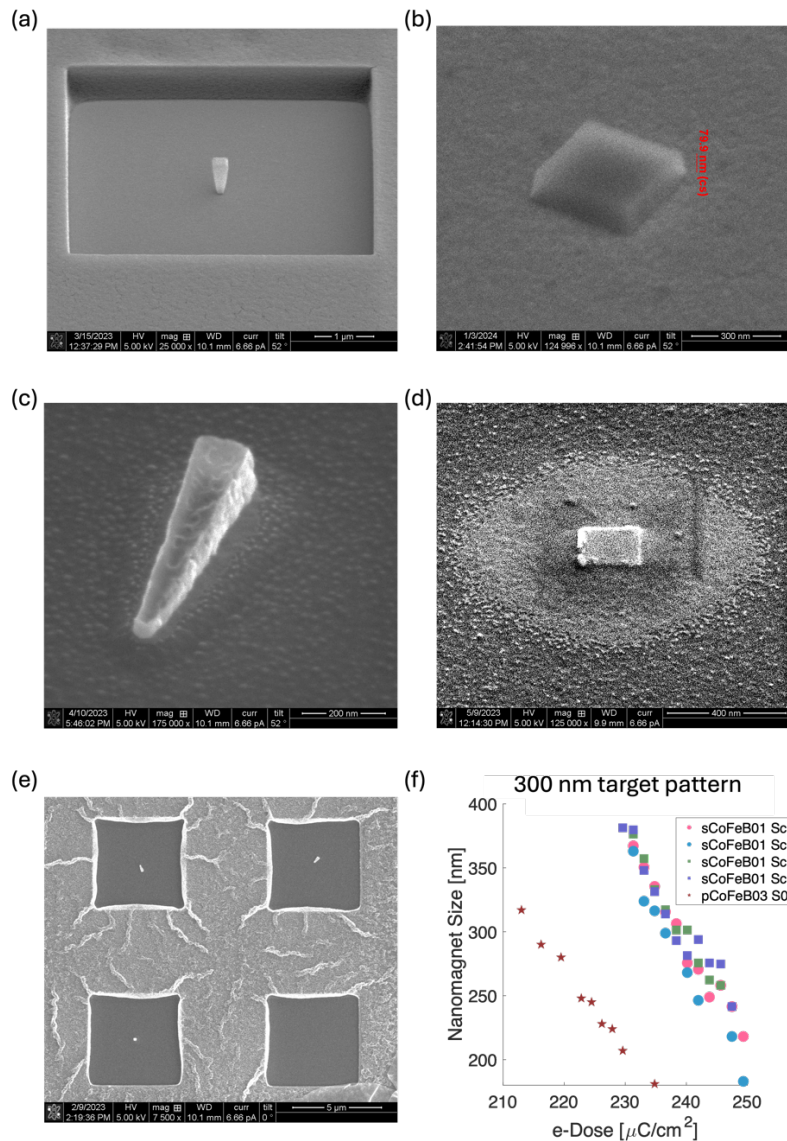 (a)
3/15/2023 HV mag WD curr tilt 1 µm
12:37:29 PM 5.00 kV 25 000 x 10.1 mm 6.66 pA 52 °
(b)
79.9 nm (cs)
1/3/2024 HV mag WD curr tilt 300 nm
2:41:54 PM 5.00 kV 124 996 x 10.1 mm 6.66 pA 52 °
(c)
4/10/2023 HV mag WD curr tilt 200 nm
5:46:02 PM 5.00 kV 175 000 x 10.1 mm 6.66 pA 52 °
(d)
5/9/2023 HV mag WD curr 400 nm
12:14:30 PM 5.00 kV 125 000 x 9.9 mm 6.66 pA
(e)
2/9/2023 HV mag WD curr tilt 5 µm
2:19:36 PM 5.00 kV 7 500 x 10.1 mm 6.66 pA 0 °
(f)
300 nm target pattern
400
350
300
250
200
Nanomagnet Size [nm]
sCoFeB01 Sc
sCoFeB01 Sc
sCoFeB01 Sc
sCoFeB01 Sc
pCoFeB03 S0
210 220 230 240 250
e-Dose [µC/cm²]